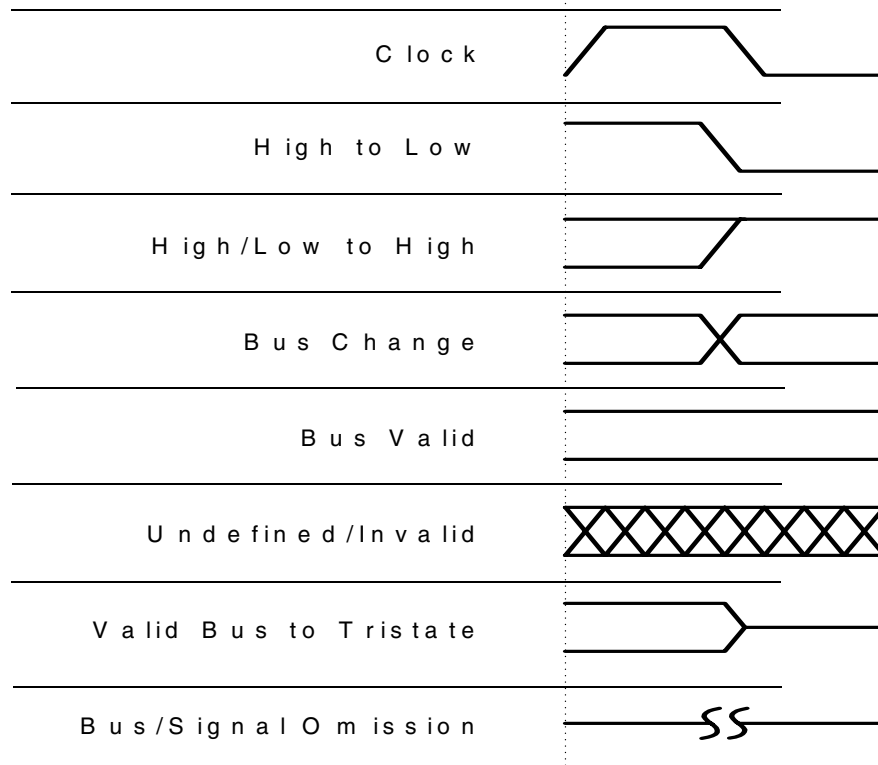 Clock
High to Low
High/Low to High
Bus Change
Bus Valid
Undefined/Invalid
Valid Bus to Tristate
Bus/Signal Omission